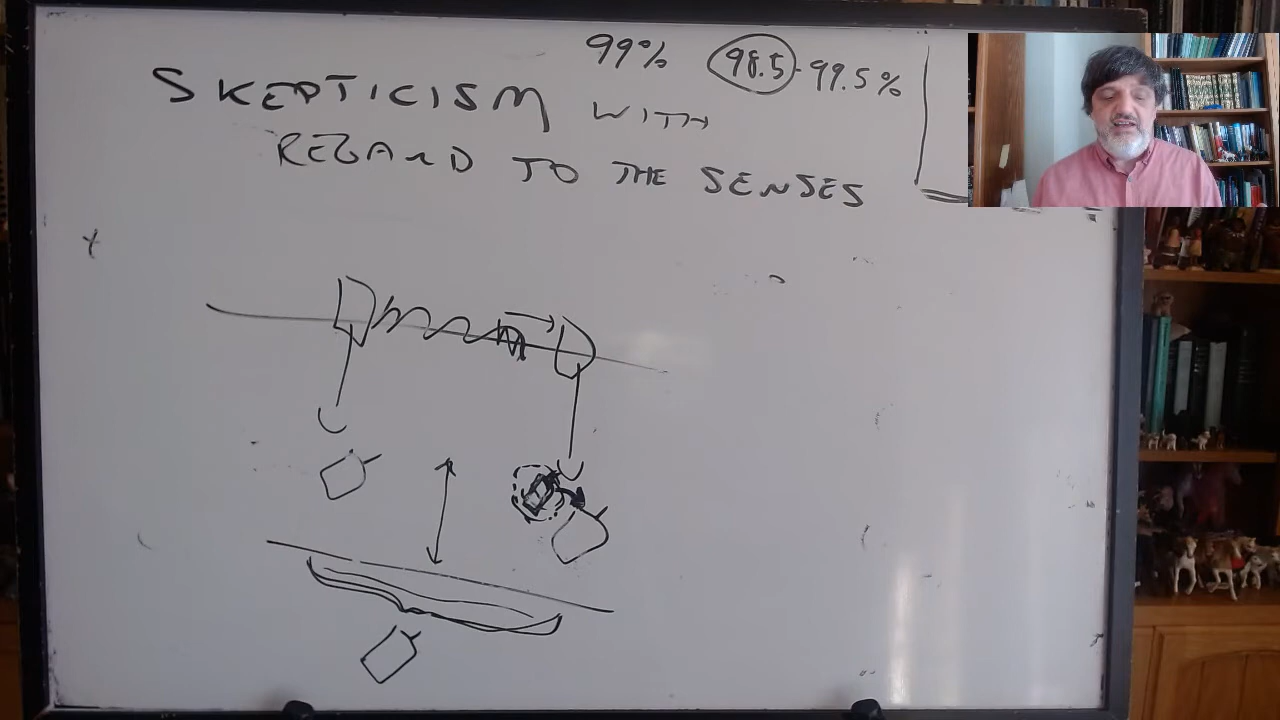 99% 98.5-99.5%
SKEPTICISM WITH
REGARD TO THE SENSES